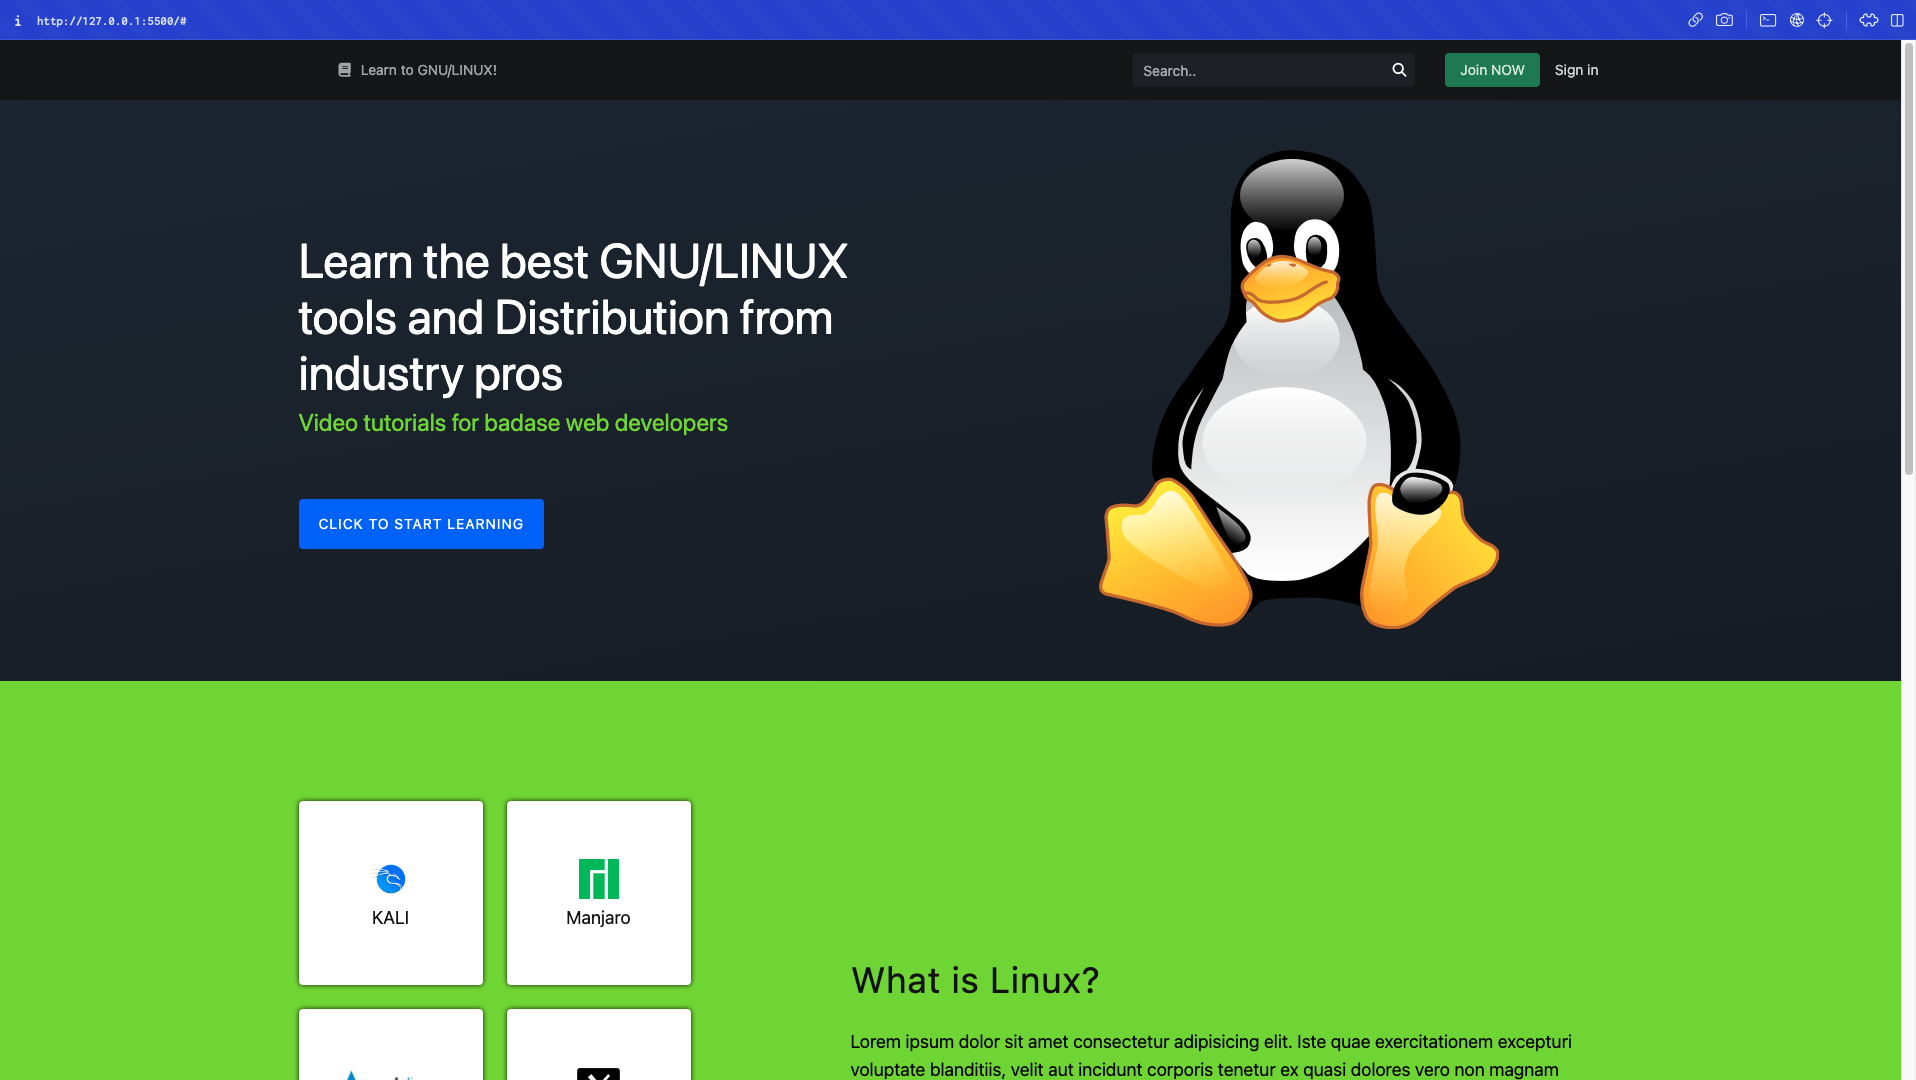 http://127.0.0.1:5500/#
Learn to GNU/LINUX!
Search..
Join NOW
Sign in
Learn the best GNU/LINUX
tools and Distribution from
industry pros
Video tutorials for badase web developers
CLICK TO START LEARNING
KALI
Manjaro
What is Linux?
Lorem ipsum dolor sit amet consectetur adipisicing elit. Iste quae exercitationem excepturi
voluptate blanditiis, velit aut incidunt corporis tenetur ex quasi dolores vero non magnam